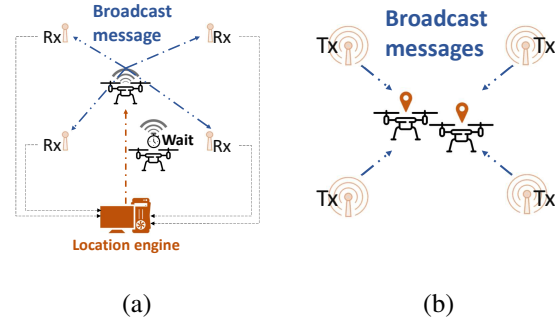 Broadcast
message
Rx
Rx
Wait
Rx
Rx
Location engine
(a)
Broadcast
messages
Tx
Tx
Tx
Tx
(b)